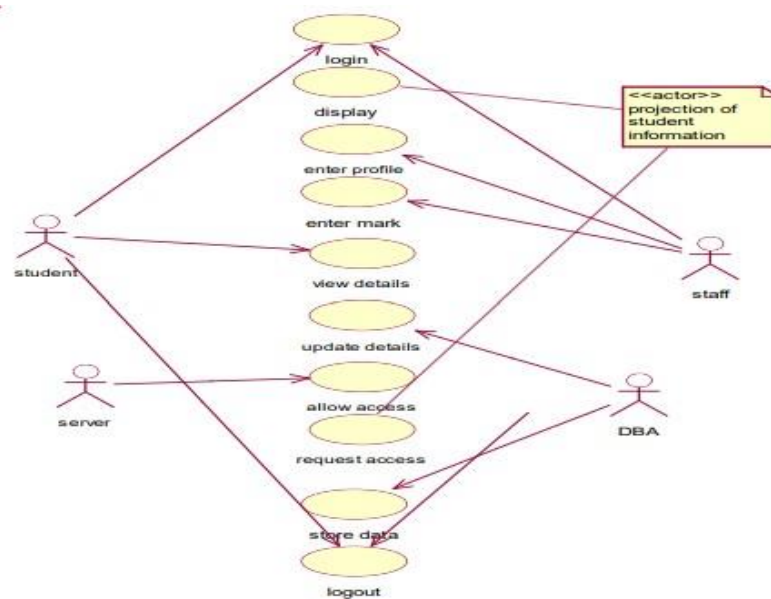 login
display
<<actor>>
projection of
student
information
enter profile
enter mark
student
view details
staff
update details
server
allow access
DBA
request access
store data
logout